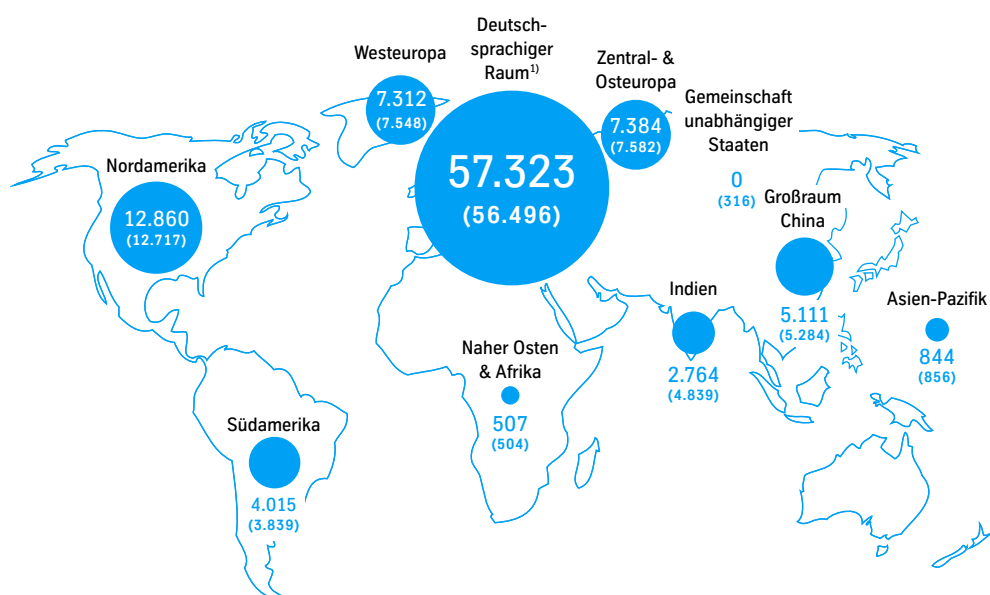 Deutsch-
sprachiger
Raum1)
57.323
(56.496)
Westeuropa
7.312
(7.548)
Zentral- &
Osteuropa
7.384
(7.582)
Gemeinschaft
unabhängiger
Staaten
0
(316)
Nordamerika
12.860
(12.717)
Großraum
China
5.111
(5.284)
Indien
2.764
(4.839)
Asien-Pazifik
844
(856)
Naher Osten
& Afrika
507
(504)
Südamerika
4.015
(3.839)